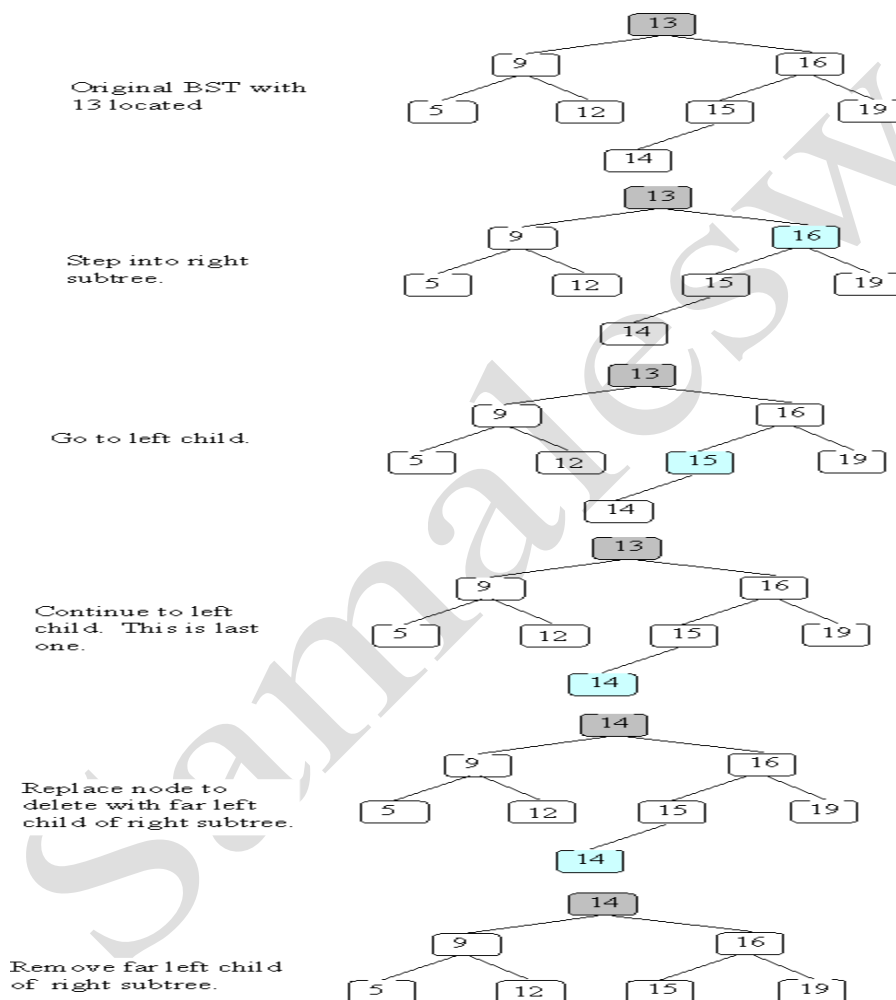 13
9 16
Original BST with
13 located
5 12 15 19
14
13
9 16
Step into right
subtree.
5 12 15 19
14
13
9 16
Go to left child.
5 12 15 19
14
13
9 16
Continue to left
child. This is last
one.
5 12 15 19
14
14
9 16
Replace node to
delete with far left
child of right subtree.
5 12 15 19
14
14
9 16
Remove far left child
of right subtree.
5 12 15 19
Samalesw